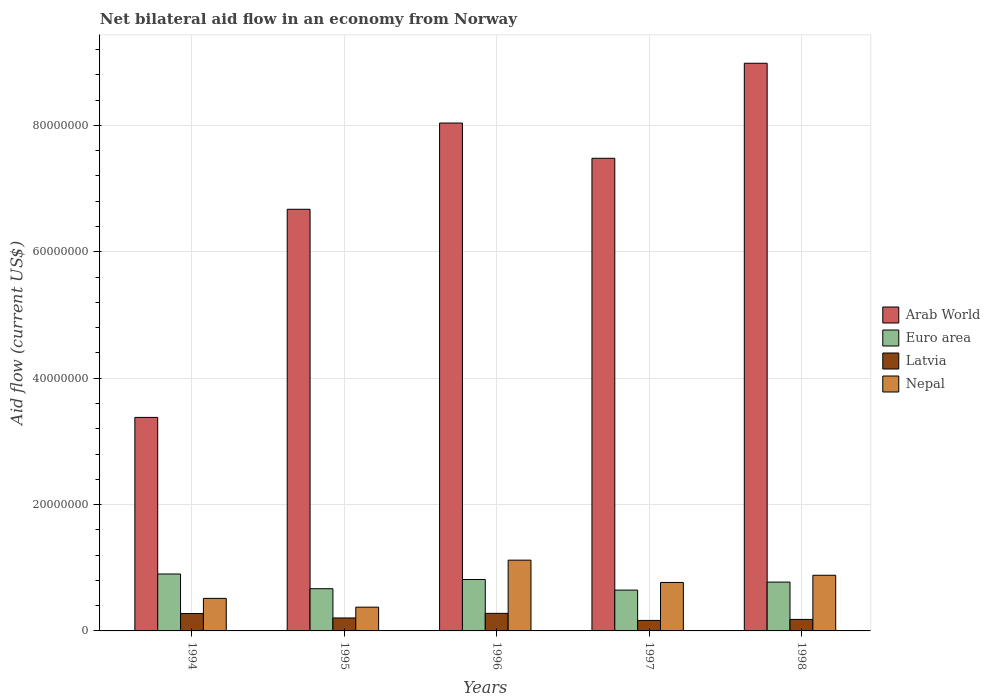 Net bilateral aid flow in an economy from Norway
Aid flow (current US$)
80000000
60000000
40000000
20000000
0
1994
1995
1996
1997
1998
Years
Arab World
Euro area
Latvia
Nepal